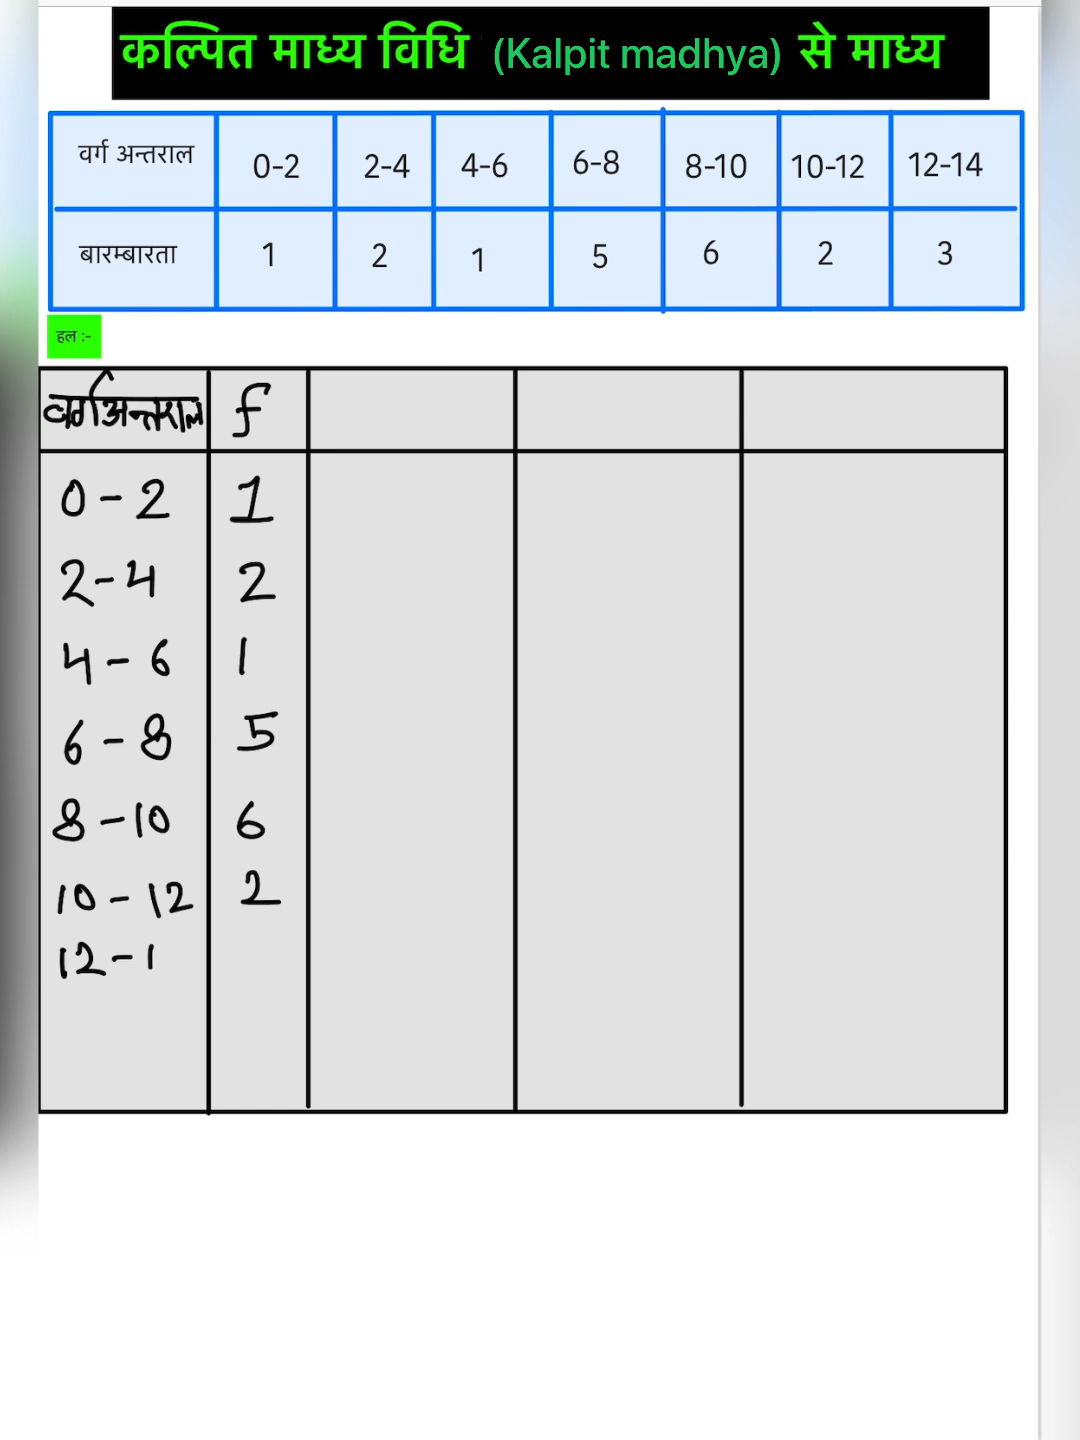 कल्पित माध्य विधि (Kalpit madhya) से माध्य
वर्ग अन्तराल 0-2 2-4 4-6 6-8 8-10 10-12 12-14
बारम्बारता 1 2 1 5 6 2 3
हल :-
वर्ग अन्तराल f
0-2 1
2-4 2
4-6 1
6-8 5
8-10 6
10-12 2
12-1